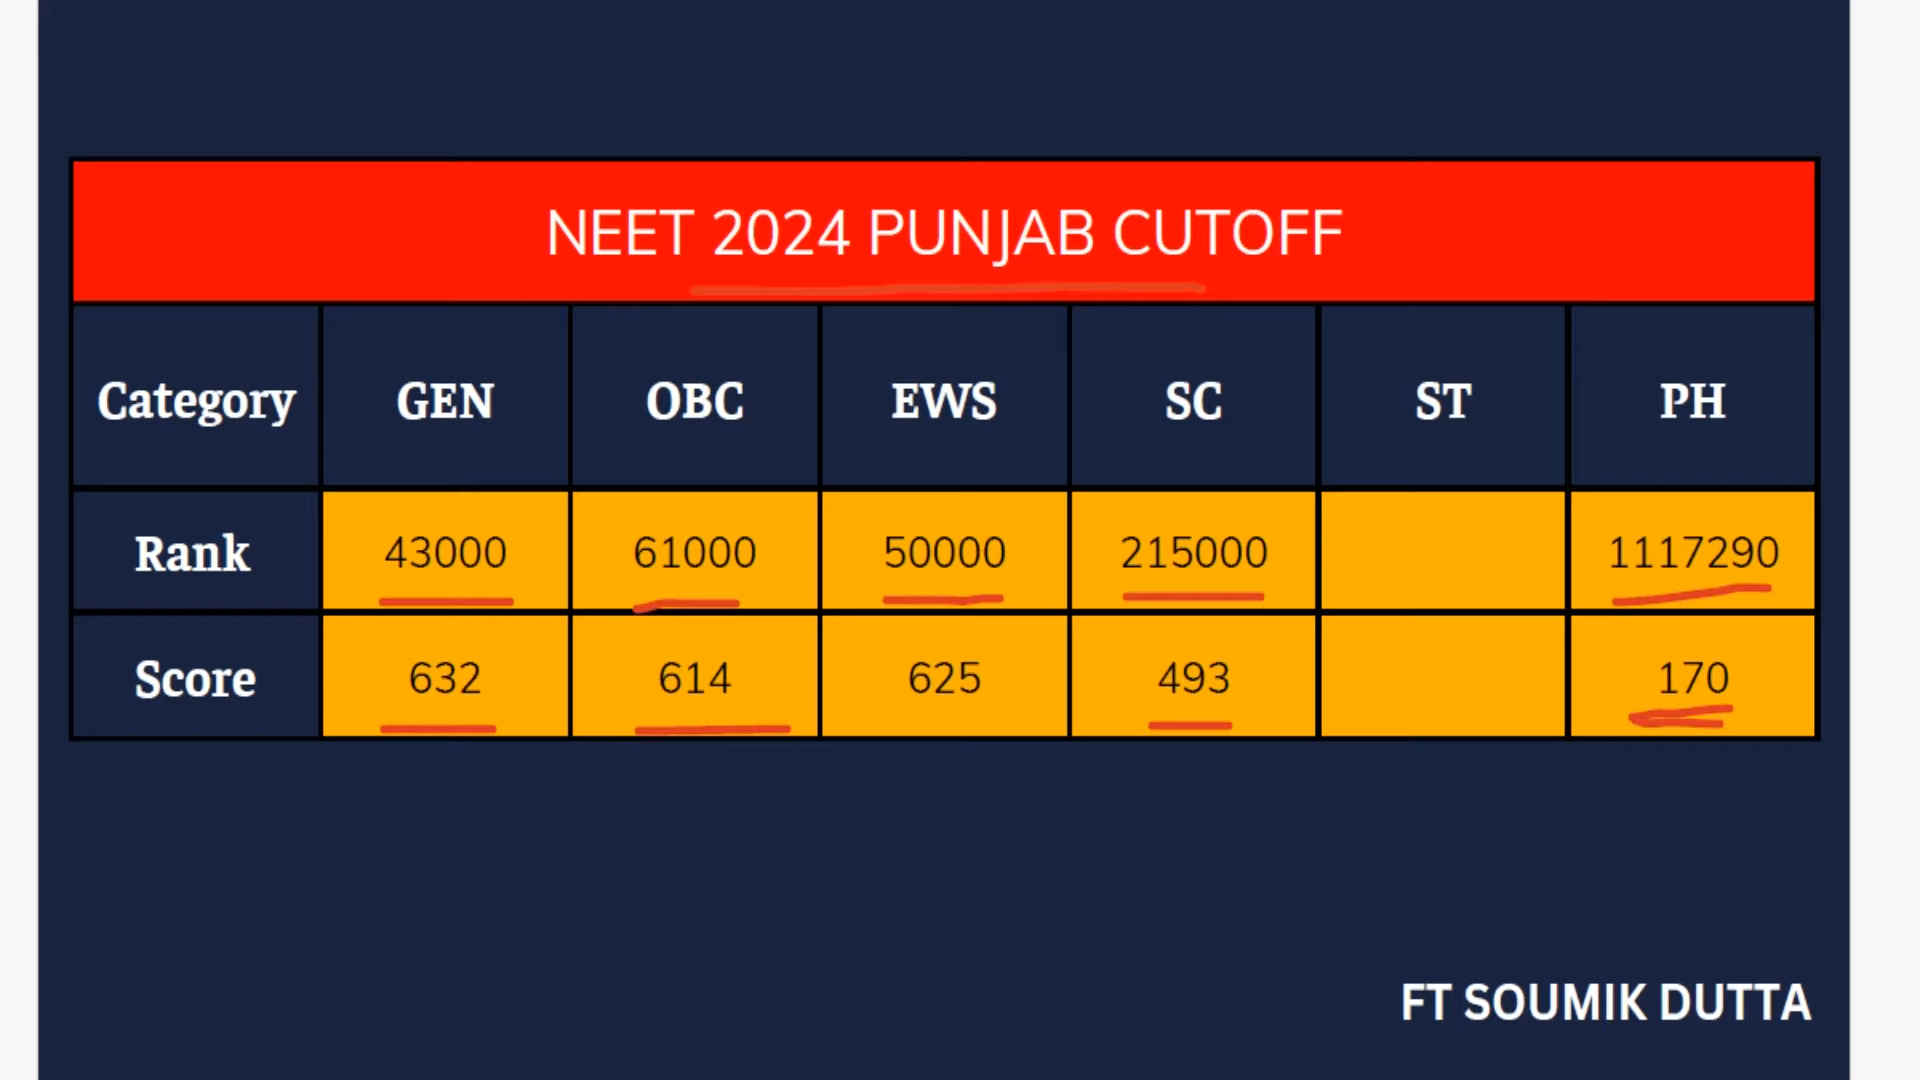 NEET 2024 PUNJAB CUTOFF
Category GEN OBC EWS SC ST PH
Rank 43000 61000 50000 215000 1117290
Score 632 614 625 493 170
FT SOUMIK DUTTA